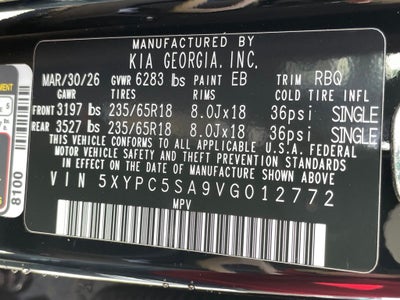 MANUFACTURED BY
KIA GEORGIA, INC.
MAR/30/26 GVWR 6283 lbs PAINT EB TRIM RBQ
GAWR TIRES RIMS COLD TIRE INFL
FRONT 3197 lbs 235/65R18 8.0Jx18 36psi SINGLE
REAR 3527 lbs 235/65R18 8.0Jx18 36psi SINGLE
THIS VEHICLE CONFORMS TO ALL APPLICABLE U.S.A. FEDERAL
MOTOR VEHICLE SAFETY, BUMPER, AND THEFT PREVENTION STANDARDS
IN EFFECT ON THE DATE OF MANUFACTURE SHOWN ABOVE.
VIN 5XYPC5SA9VG012772
MPV
8100